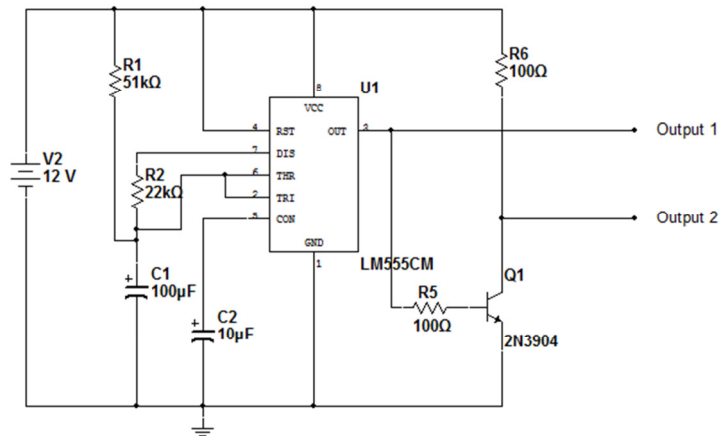 R1
51kΩ
R6
100Ω
U1
8
VCC
4
RST
OUT
3
Output 1
7
DIS
V2
12 V
R2
22kΩ
6
THR
2
TRI
5
CON
Output 2
GND
1
LM555CM
C1
100µF
C2
10µF
R5
100Ω
Q1
2N3904
+
+